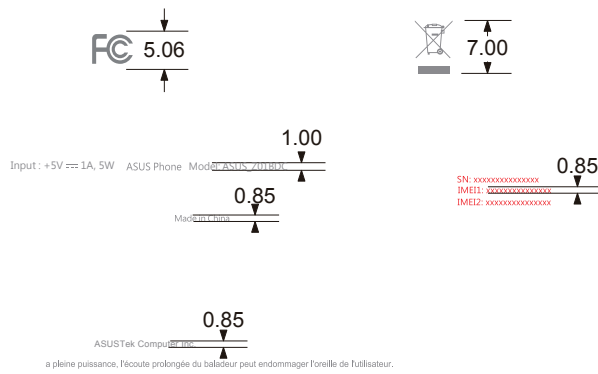 FC 5.06
7.00
1.00
Input : +5V ⎓ 1A, 5W ASUS Phone Model: ASUS_Z01BDC
0.85
SN: xxxxxxxxxxxxxxx
IMEI1: xxxxxxxxxxxxxxx
IMEI2: xxxxxxxxxxxxxxx
0.85
Made in China
0.85
ASUSTek Computer Inc.
a pleine puissance, l'écoute prolongée du baladeur peut endommager l'oreille de l'utilisateur.